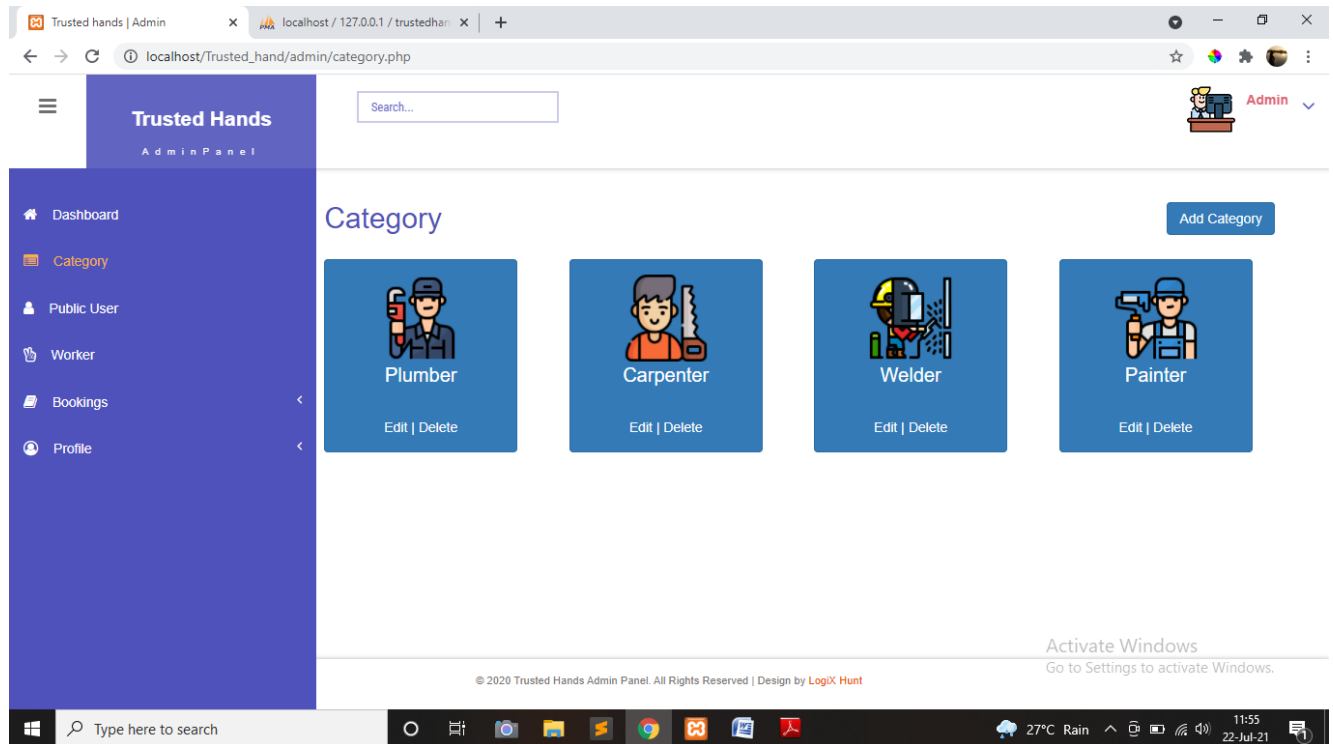 Trusted hands | Admin
localhost / 127.0.0.1 / trustedhan
localhost/Trusted_hand/admin/category.php
Trusted Hands
AdminPanel
Search...
Admin
Dashboard
Category
Public User
Worker
Bookings
Profile
Category
Add Category
Plumber
Edit | Delete
Carpenter
Edit | Delete
Welder
Edit | Delete
Painter
Edit | Delete
Activate Windows
Go to Settings to activate Windows.
© 2020 Trusted Hands Admin Panel. All Rights Reserved | Design by LogiX Hunt
Type here to search
27°C Rain
11:55
22-Jul-21